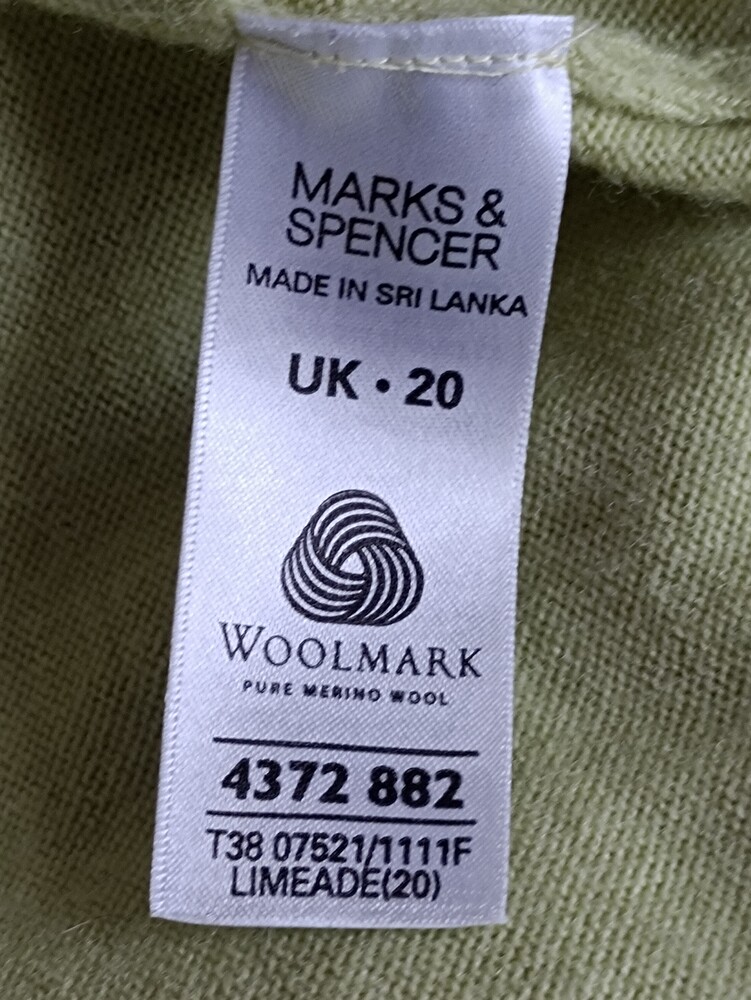 MARKS &
SPENCER
MADE IN SRI LANKA
UK • 20
WOOLMARK
PURE MERINO WOOL
4372 882
T38 07521/1111F
LIMEADE(20)